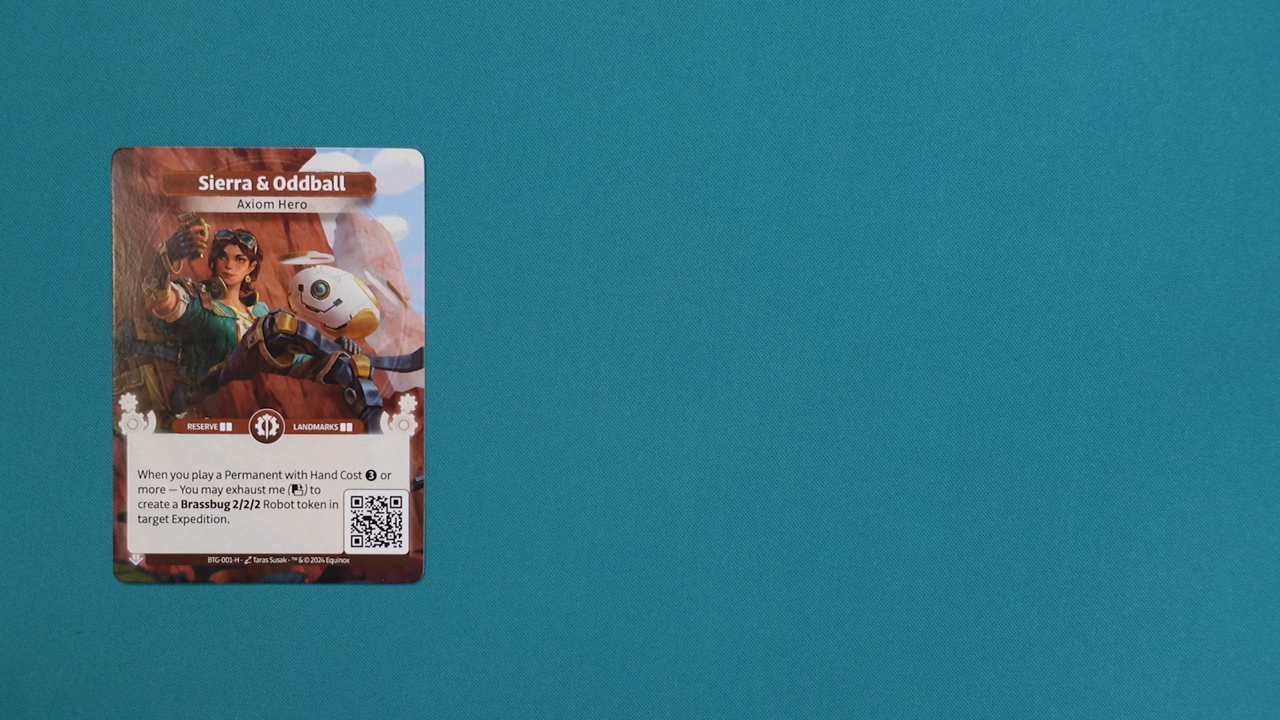 Sierra & Oddball
Axiom Hero
RESERVE LANDMARKS
When you play a Permanent with Hand Cost 3 or
more — You may exhaust me ( ) to
create a Brassbug 2/2/2 Robot token in
target Expedition.
BTG-001-H - Taras Susak - ™ & © 2024 Equinox